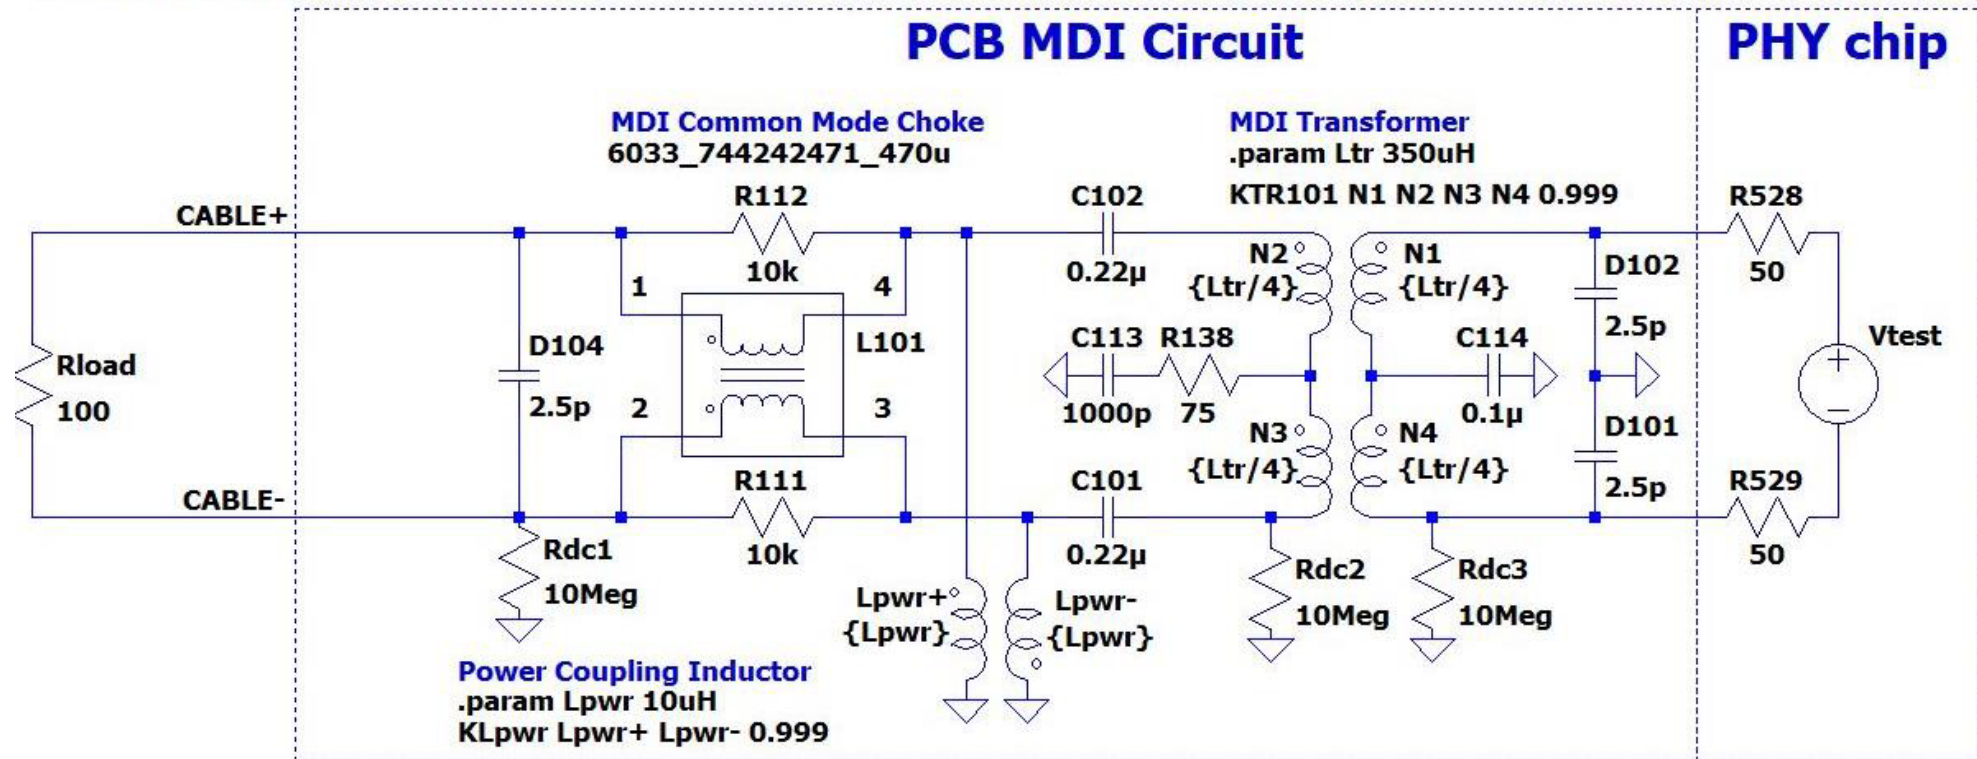 PCB MDI Circuit
PHY chip
MDI Common Mode Choke
6033_744242471_470u
MDI Transformer
.param Ltr 350uH
KTR101 N1 N2 N3 N4 0.999
CABLE+
R112
10k
C102
0.22µ
N2
{Ltr/4}
N1
{Ltr/4}
D102
2.5p
R528
50
Vtest
Rload
100
D104
2.5p
1
4
L101
2
3
C113
1000p
R138
75
C114
0.1µ
N3
{Ltr/4}
N4
{Ltr/4}
D101
2.5p
R529
50
CABLE-
R111
10k
C101
0.22µ
Rdc1
10Meg
Lpwr+
{Lpwr}
Lpwr-
{Lpwr}
Rdc2
10Meg
Rdc3
10Meg
Power Coupling Inductor
.param Lpwr 10uH
KLpwr Lpwr+ Lpwr- 0.999